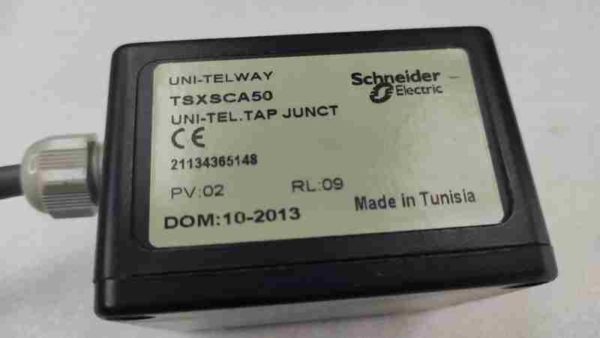 UNI-TELWAY
TSXSCA50
UNI-TEL.TAP JUNCT
CE
21134365148
PV:02 RL:09
DOM:10-2013
Schneider
Electric
Made in Tunisia